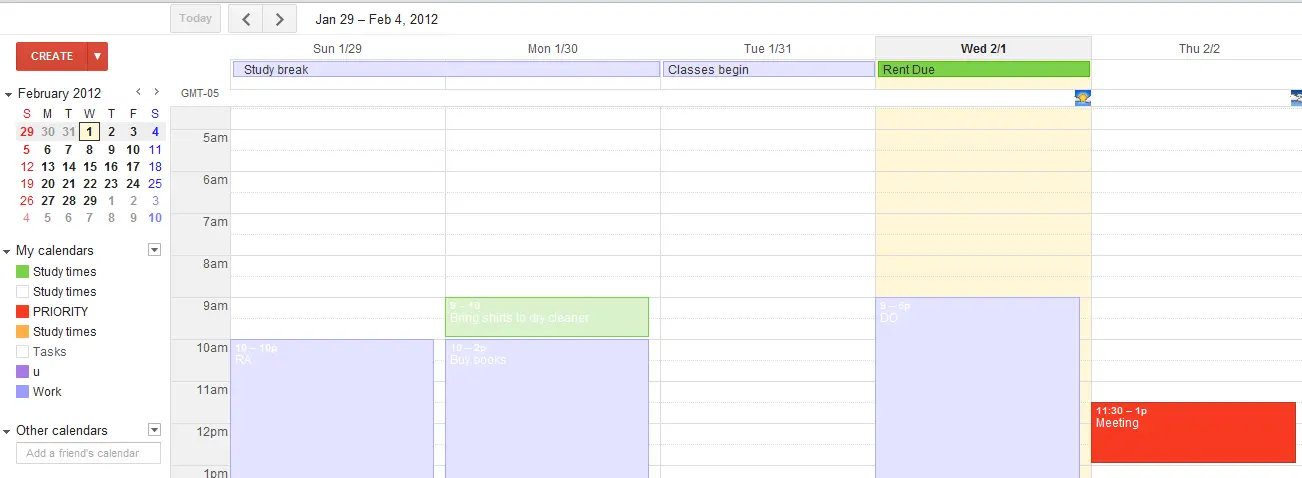 Today
Jan 29 – Feb 4, 2012
CREATE
Sun 1/29
Mon 1/30
Tue 1/31
Wed 2/1
Thu 2/2
Study break
Classes begin
Rent Due
GMT-05
February 2012
S M T W T F S
29 30 31 1 2 3 4
5 6 7 8 9 10 11
12 13 14 15 16 17 18
19 20 21 22 23 24 25
26 27 28 29 1 2 3
4 5 6 7 8 9 10
My calendars
Study times
Study times
PRIORITY
Study times
Tasks
u
Work
Other calendars
Add a friend's calendar
5am
6am
7am
8am
9am
10am
11am
12pm
1pm
10 – 10p
RA
9 – 10
Bring shirts to dry cleaner
10 – 2p
Buy books
9 – 5p
DO
11:30 – 1p
Meeting